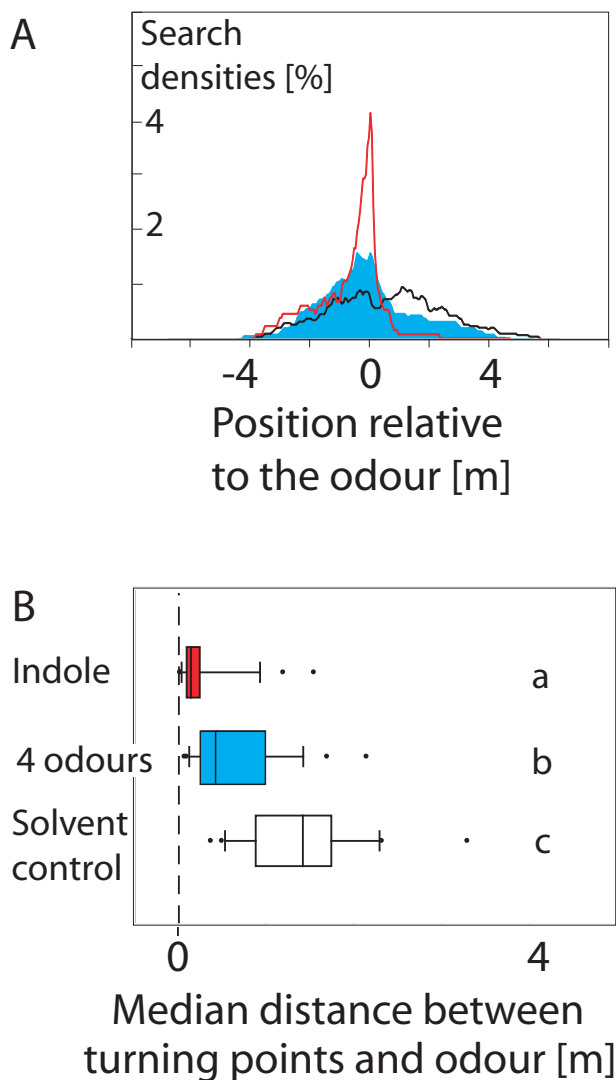 A
Search
densities [%]
4
2
-4 0 4
Position relative
to the odour [m]
B
Indole
a
4 odours
b
Solvent
control
c
0 4
Median distance between
turning points and odour [m]